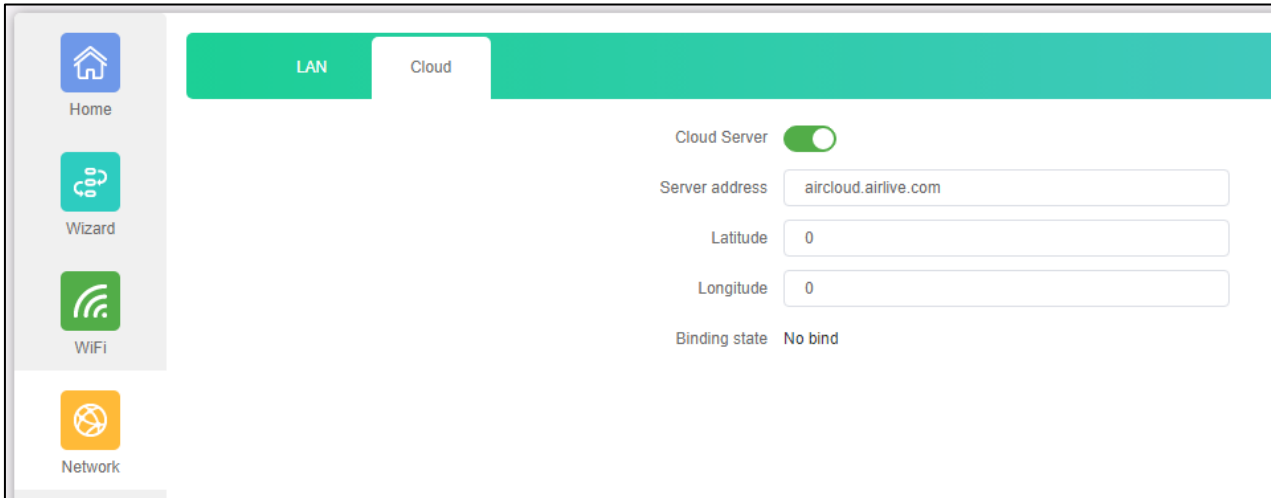 Home
Wizard
WiFi
Network
LAN Cloud
Cloud Server
Server address aircloud.airlive.com
Latitude 0
Longitude 0
Binding state No bind